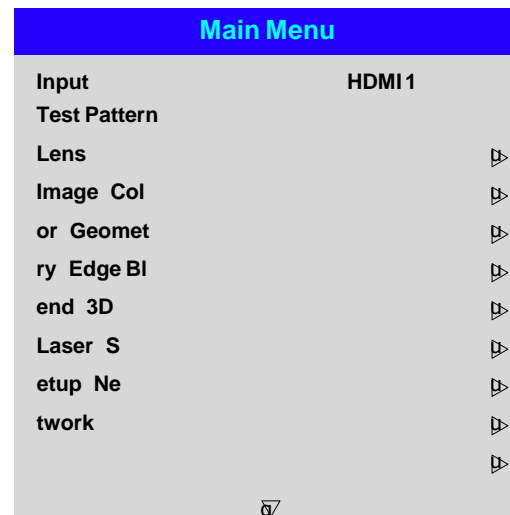 Main Menu
Input HDMI 1
Test Pattern
Lens
Image Col
or Geomet
ry Edge Bl
end 3D
Laser S
etup Ne
twork